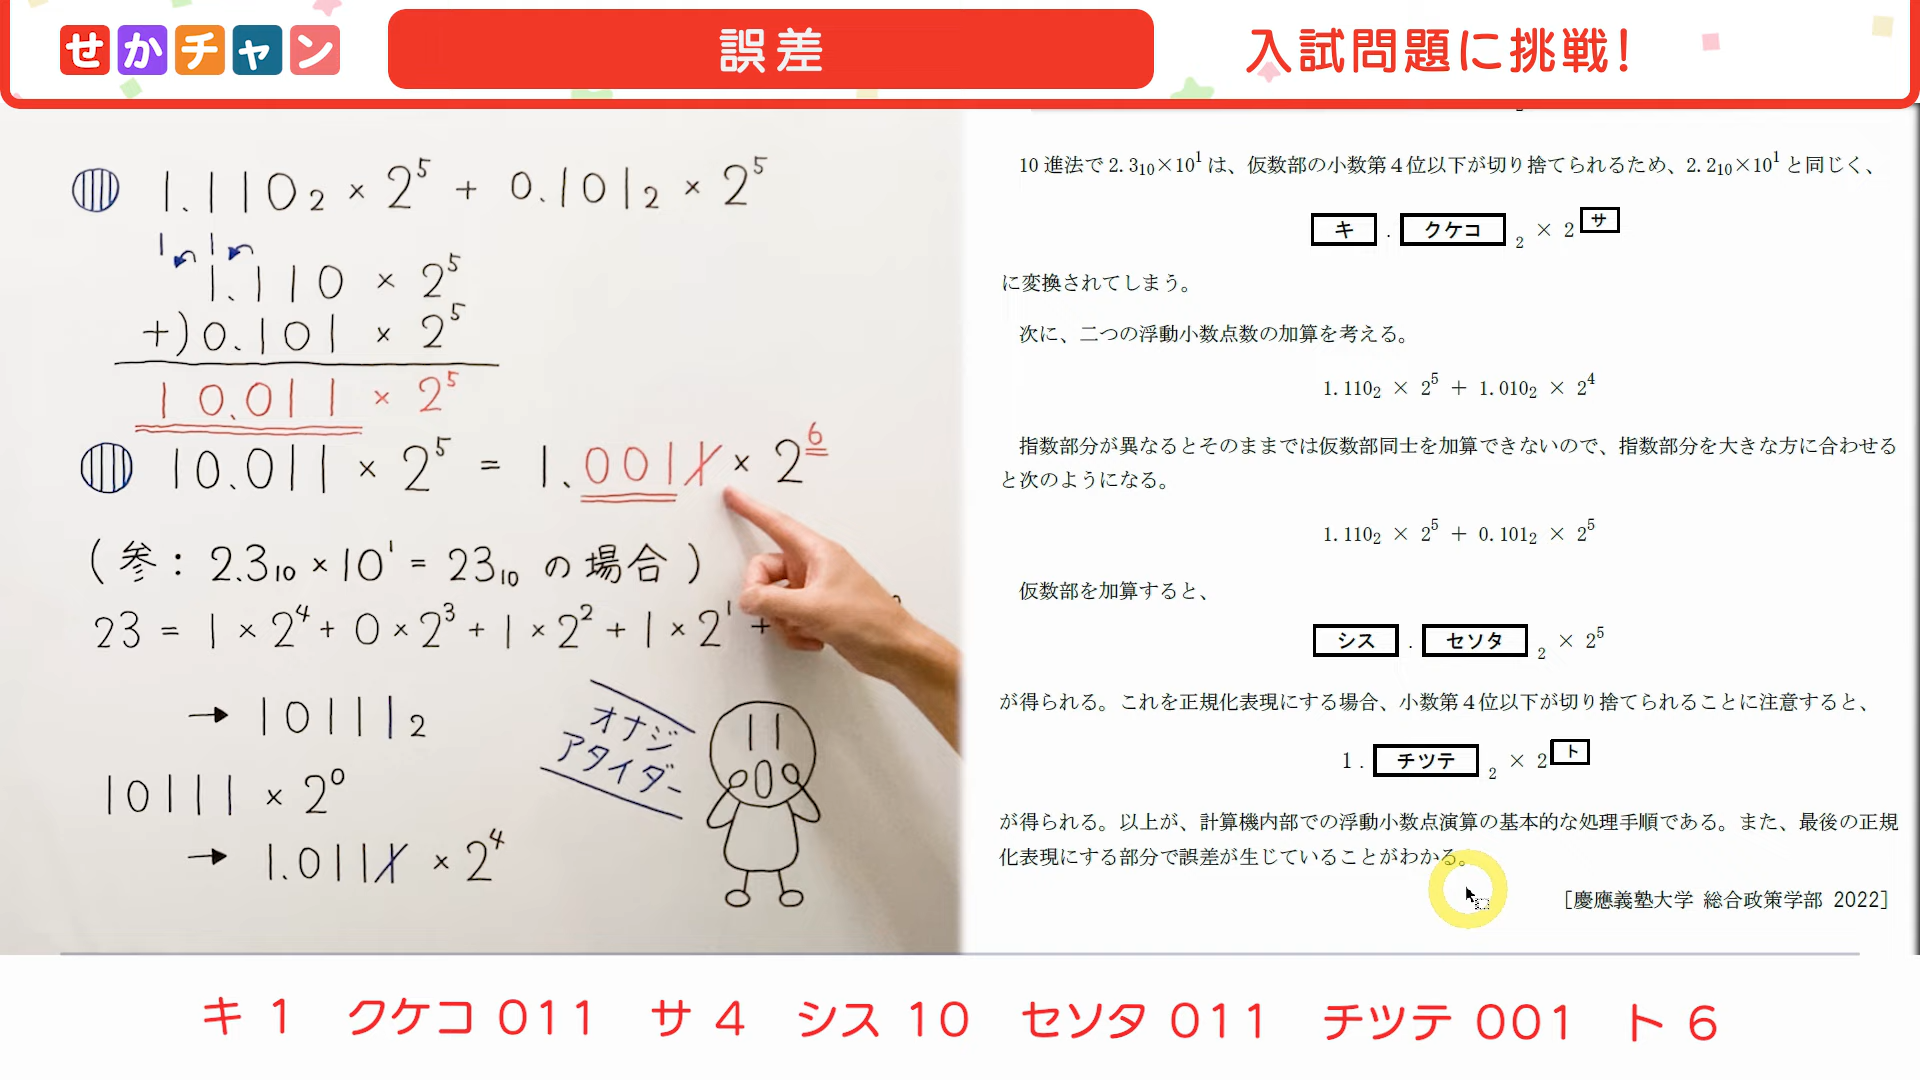 せかチャン
誤差
入試問題に挑戦!
1.110₂ × 2⁵ + 0.101₂ × 2⁵
1 1
1.110 × 2⁵
+) 0.101 × 2⁵
10.011 × 2⁵
10.011 × 2⁵ = 1.0011 × 2⁶
(参: 2.3₁₀ × 10¹ = 23₁₀ の場合)
23 = 1 × 2⁴ + 0 × 2³ + 1 × 2² + 1 × 2¹ +
→ 10111₂
10111 × 2⁰
→ 1.0111 × 2⁴
オナジ
アタイダー
10 進法で 2.3₁₀×10¹ は、仮数部の小数第４位以下が切り捨てられるため、2.2₁₀×10¹ と同じく、
キ . クケコ ₂ × 2 サ
に変換されてしまう。
次に、二つの浮動小数点数の加算を考える。
1.110₂ × 2⁵ + 1.010₂ × 2⁴
指数部分が異なるとそのままでは仮数部同士を加算できないので、指数部分を大きな方に合わせる
と次のようになる。
1.110₂ × 2⁵ + 0.101₂ × 2⁵
仮数部を加算すると、
シス . セソタ ₂ × 2⁵
が得られる。これを正規化表現にする場合、小数第４位以下が切り捨てられることに注意すると、
1 . チツテ ₂ × 2 ト
が得られる。以上が、計算機内部での浮動小数点演算の基本的な処理手順である。また、最後の正規
化表現にする部分で誤差が生じていることがわかる。
［慶應義塾大学 総合政策学部 2022］
キ 1 クケコ 011 サ 4 シス 10 セソタ 011 チツテ 001 ト 6